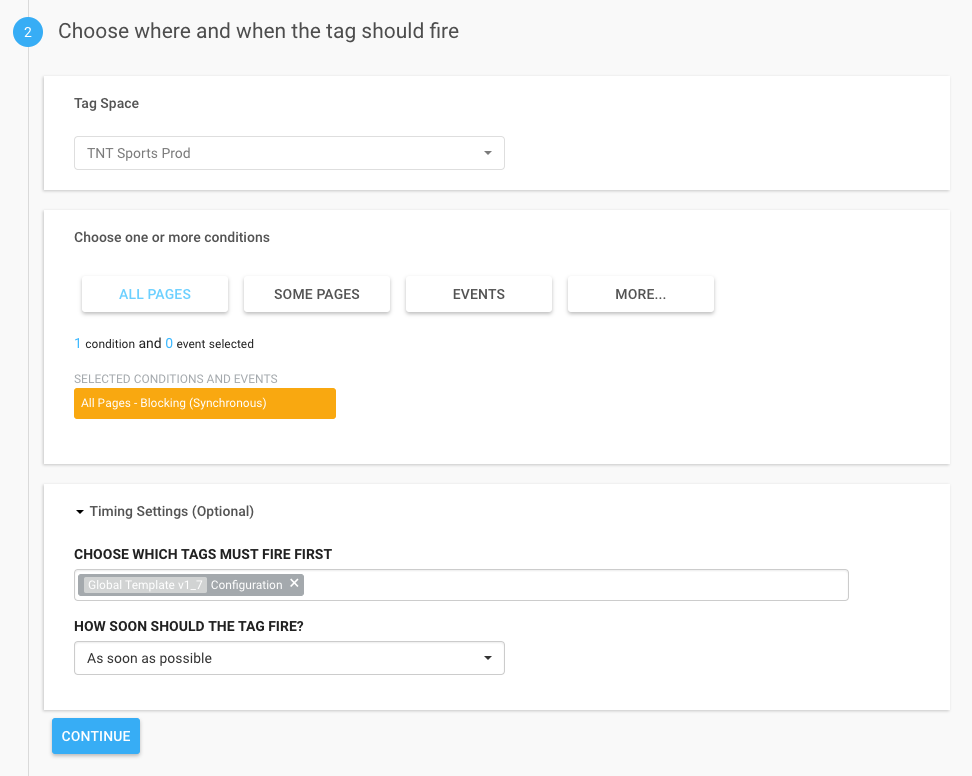 2 Choose where and when the tag should fire
Tag Space
TNT Sports Prod
Choose one or more conditions
ALL PAGES SOME PAGES EVENTS MORE...
1 condition and 0 event selected
SELECTED CONDITIONS AND EVENTS
All Pages - Blocking (Synchronous)
Timing Settings (Optional)
CHOOSE WHICH TAGS MUST FIRE FIRST
Global Template v1_7 Configuration ×
HOW SOON SHOULD THE TAG FIRE?
As soon as possible
CONTINUE